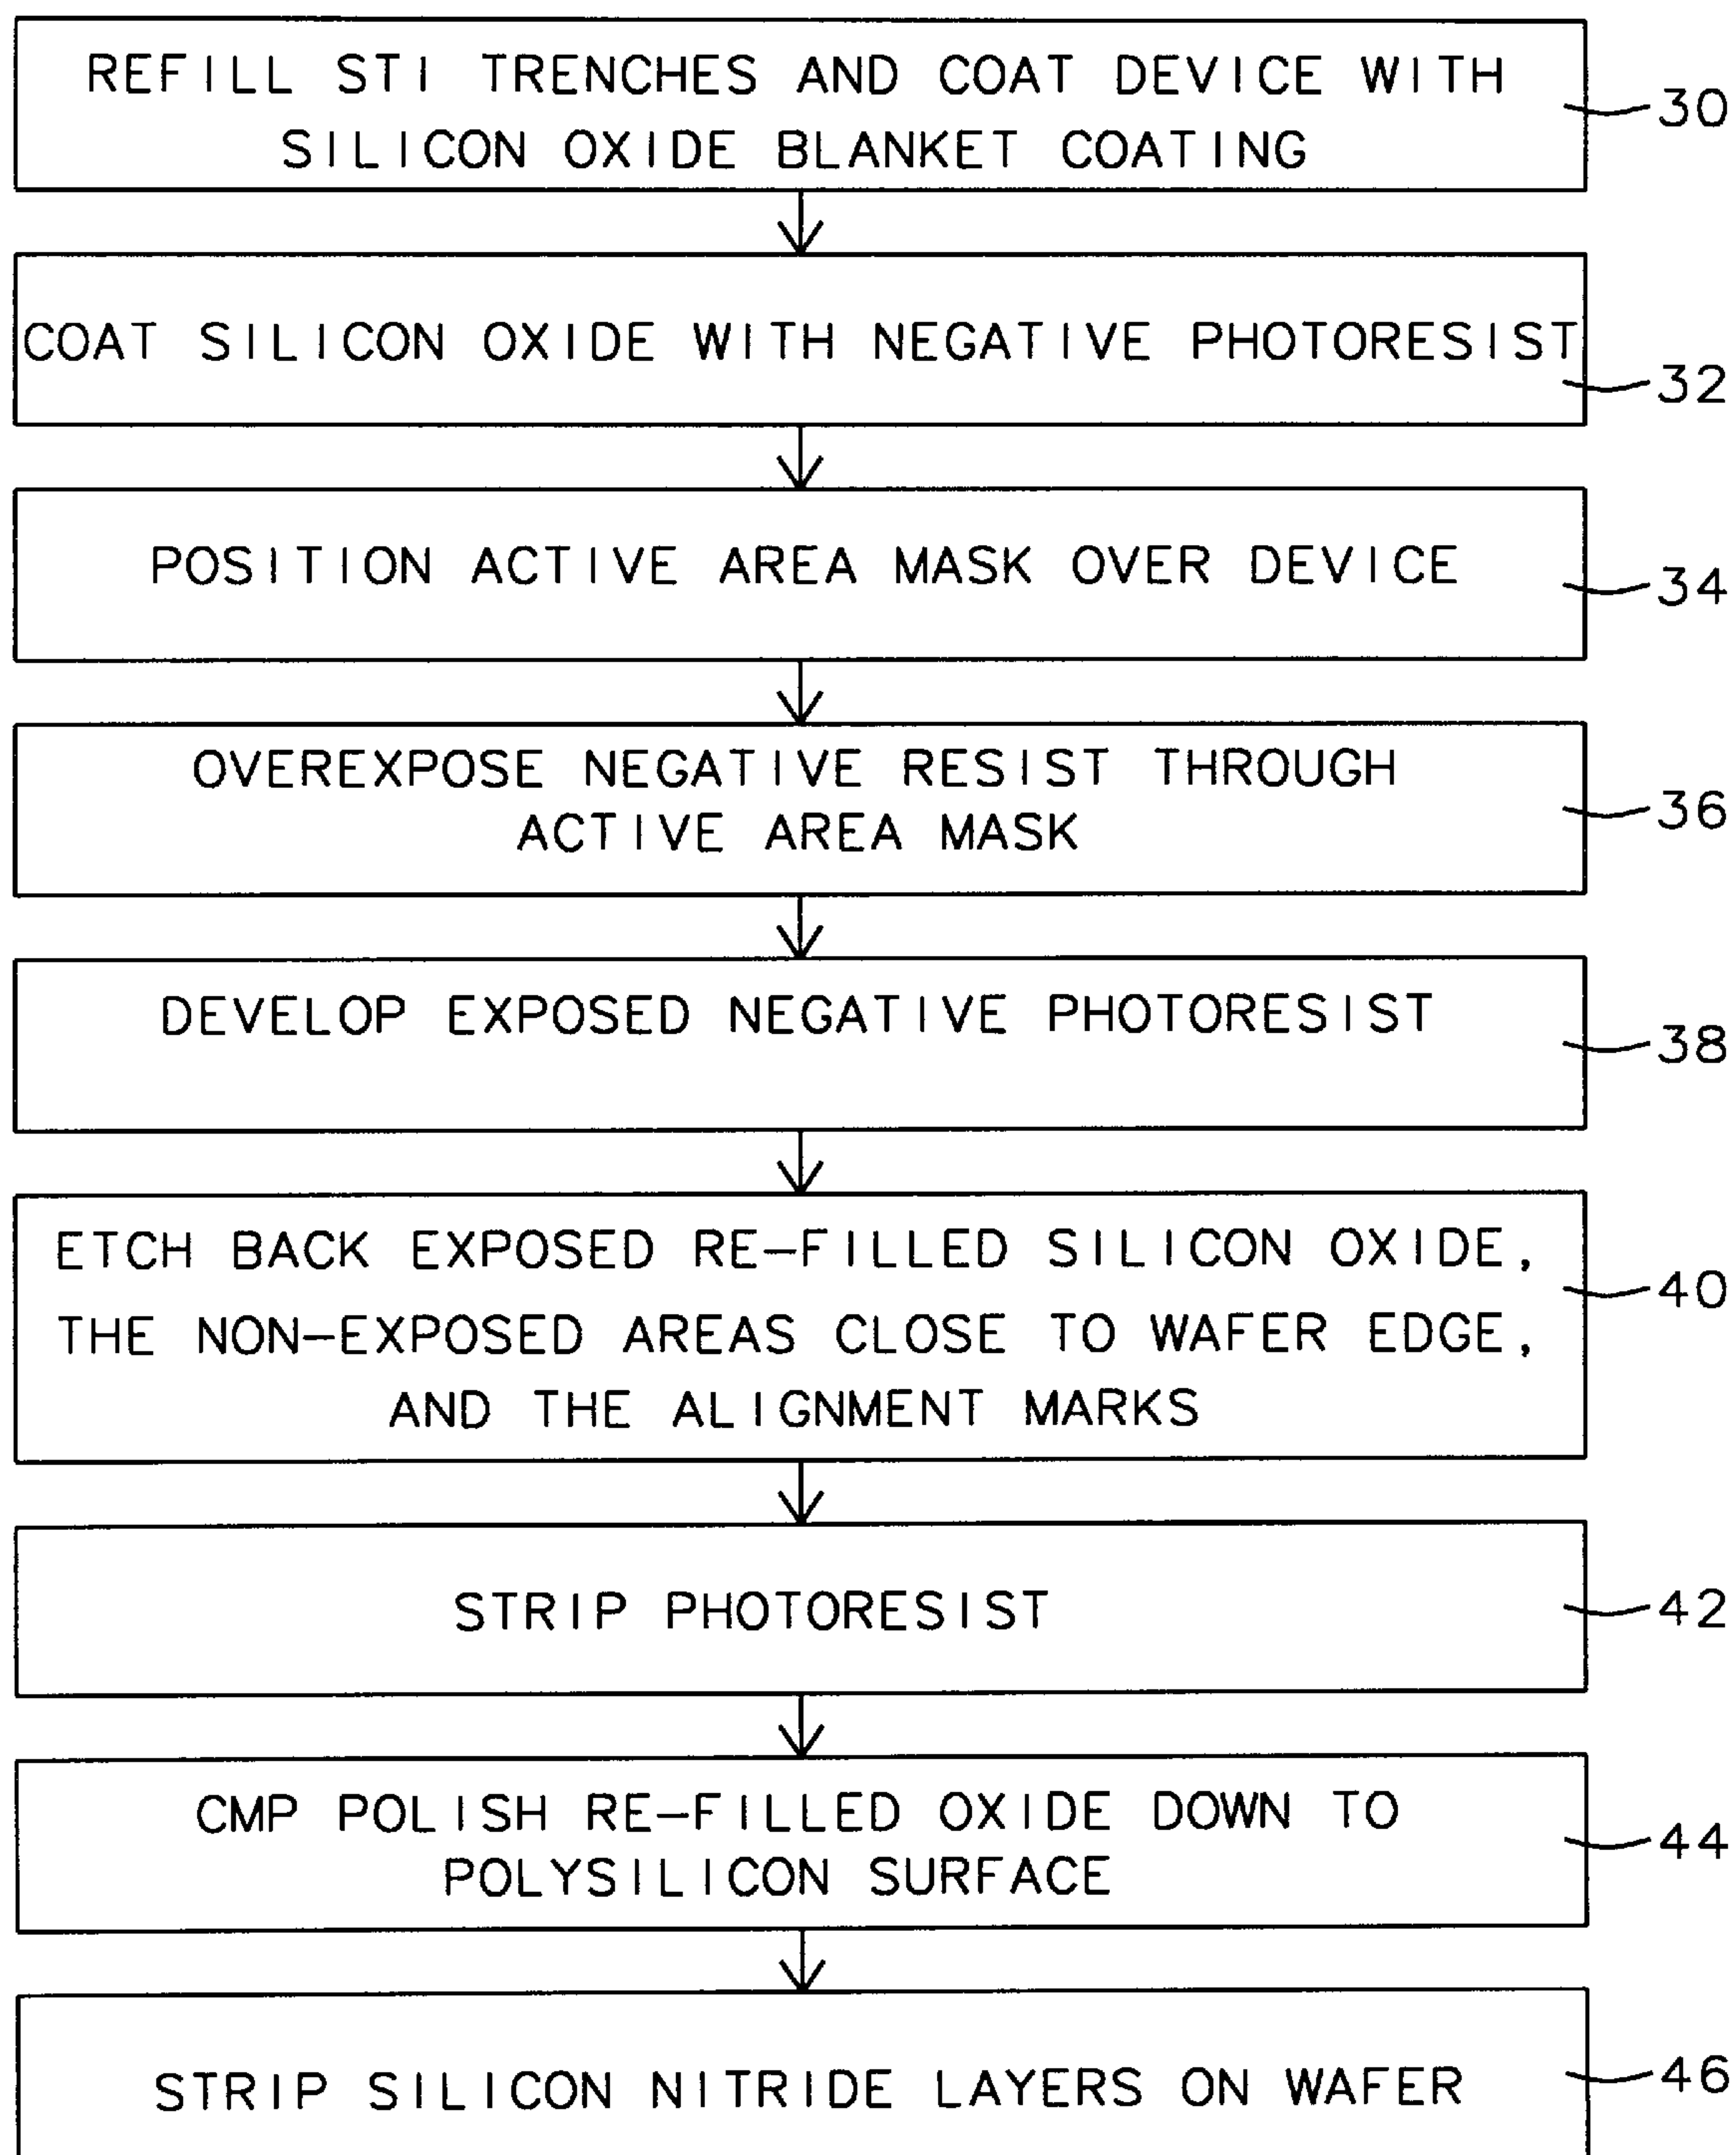 REFILL STI TRENCHES AND COAT DEVICE WITH
SILICON OXIDE BLANKET COATING
30
COAT SILICON OXIDE WITH NEGATIVE PHOTORESIST
32
POSITION ACTIVE AREA MASK OVER DEVICE
34
OVEREXPOSE NEGATIVE RESIST THROUGH
ACTIVE AREA MASK
36
DEVELOP EXPOSED NEGATIVE PHOTORESIST
38
ETCH BACK EXPOSED RE-FILLED SILICON OXIDE,
THE NON-EXPOSED AREAS CLOSE TO WAFER EDGE,
AND THE ALIGNMENT MARKS
40
STRIP PHOTORESIST
42
CMP POLISH RE-FILLED OXIDE DOWN TO
POLYSILICON SURFACE
44
STRIP SILICON NITRIDE LAYERS ON WAFER
46